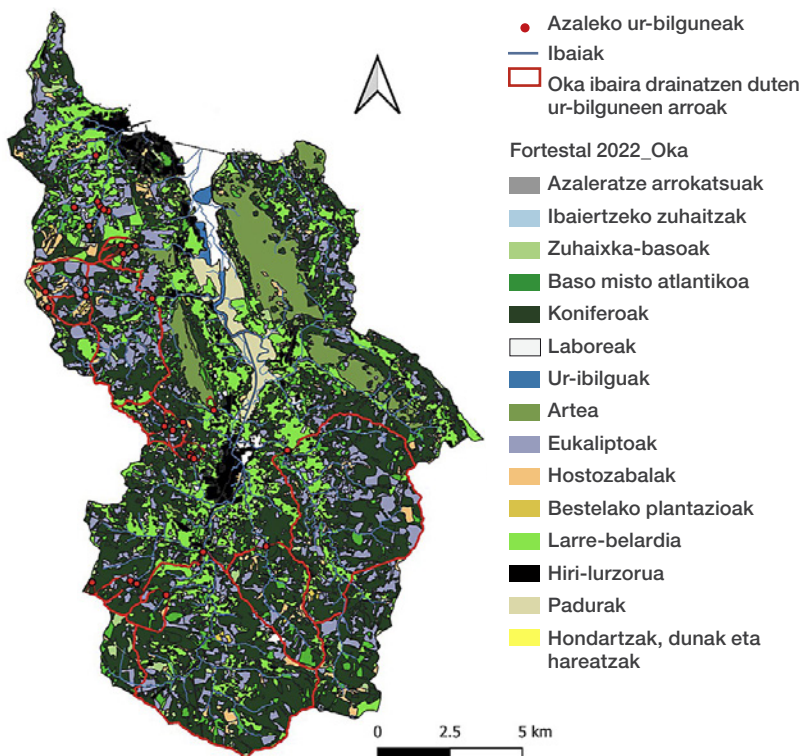 Azaleko ur-bilguneak
Ibaiak
Oka ibaira drainatzen duten
ur-bilguneen arroak
Fortestal 2022_Oka
Azaleratze arrokatsuak
Ibaiertzeko zuhaitzak
Zuhaixka-basoak
Baso misto atlantikoa
Koniferoak
Laboreak
Ur-ibilguak
Artea
Eukaliptoak
Hostozabalak
Bestelako plantazioak
Larre-belardia
Hiri-lurzorua
Padurak
Hondartzak, dunak eta
hareatzak
0 2.5 5 km